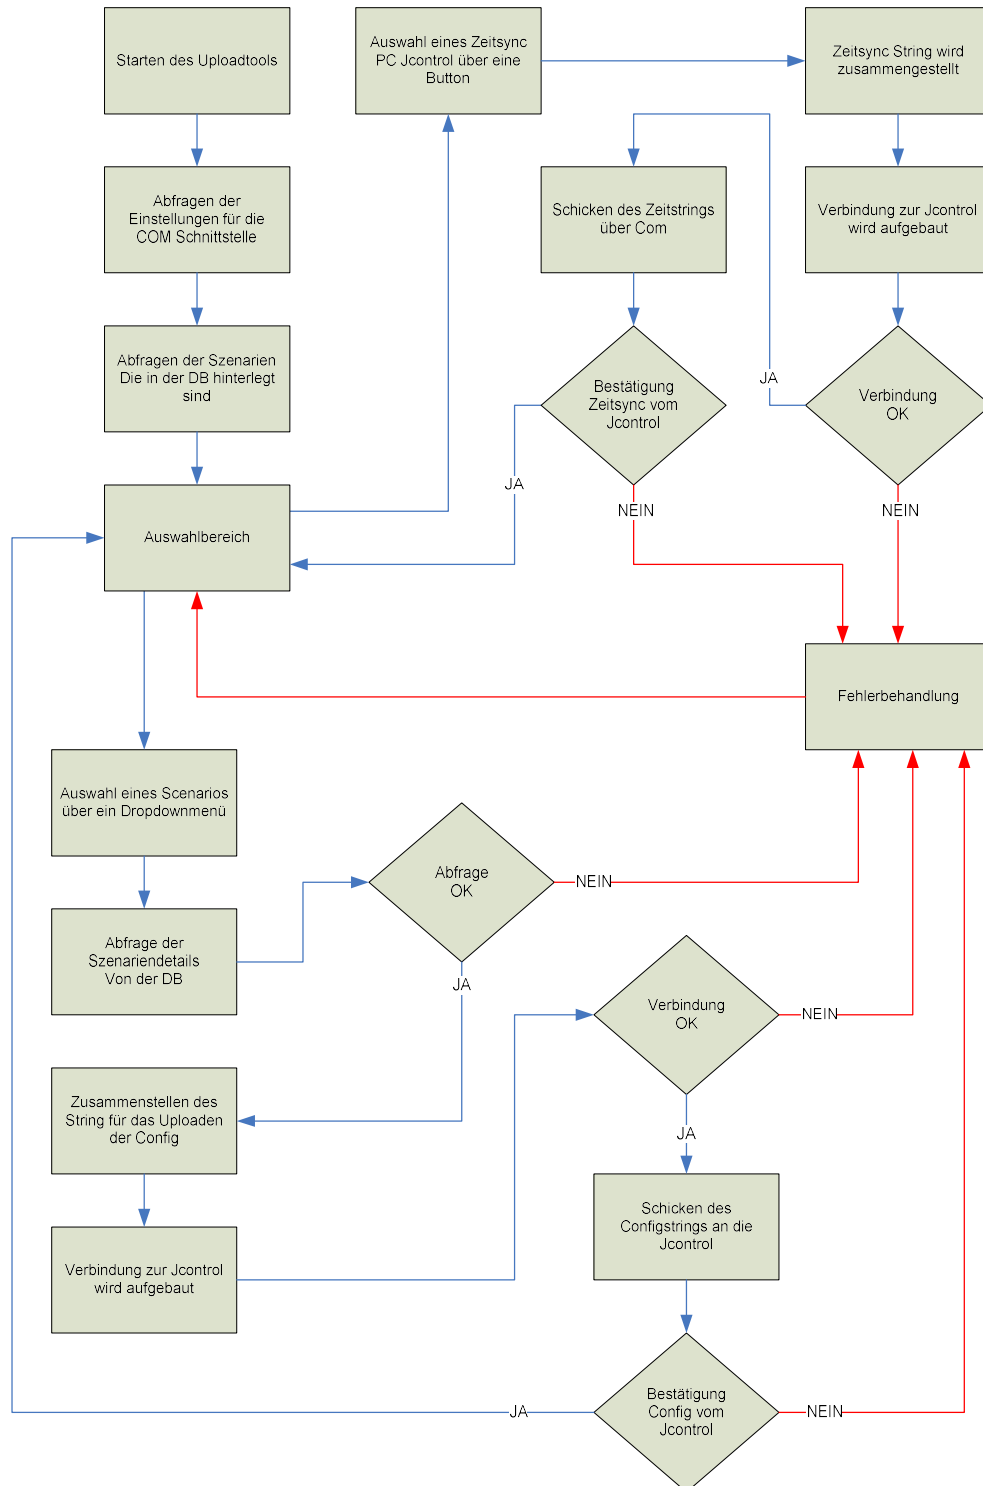 Starten des Uploadtools
Auswahl eines Zeitsync
PC Jcontrol über eine
Button
Zeitsync String wird
zusammengestellt
Abfragen der
Einstellungen für die
COM Schnittstelle
Schicken des Zeitstrings
über Com
Verbindung zur Jcontrol
wird aufgebaut
Abfragen der Szenarien
Die in der DB hinterlegt
sind
Bestätigung
Zeitsync vom
Jcontrol
JA
Verbindung
OK
JA
NEIN
NEIN
Auswahlbereich
Fehlerbehandlung
Auswahl eines Scenarios
über ein Dropdownmenü
Abfrage
OK
NEIN
Abfrage der
Szenariendetails
Von der DB
JA
Verbindung
OK
NEIN
Zusammenstellen des
String für das Uploaden
der Config
JA
Schicken des
Configstrings an die
Jcontrol
Verbindung zur Jcontrol
wird aufgebaut
JA
Bestätigung
Config vom
Jcontrol
NEIN